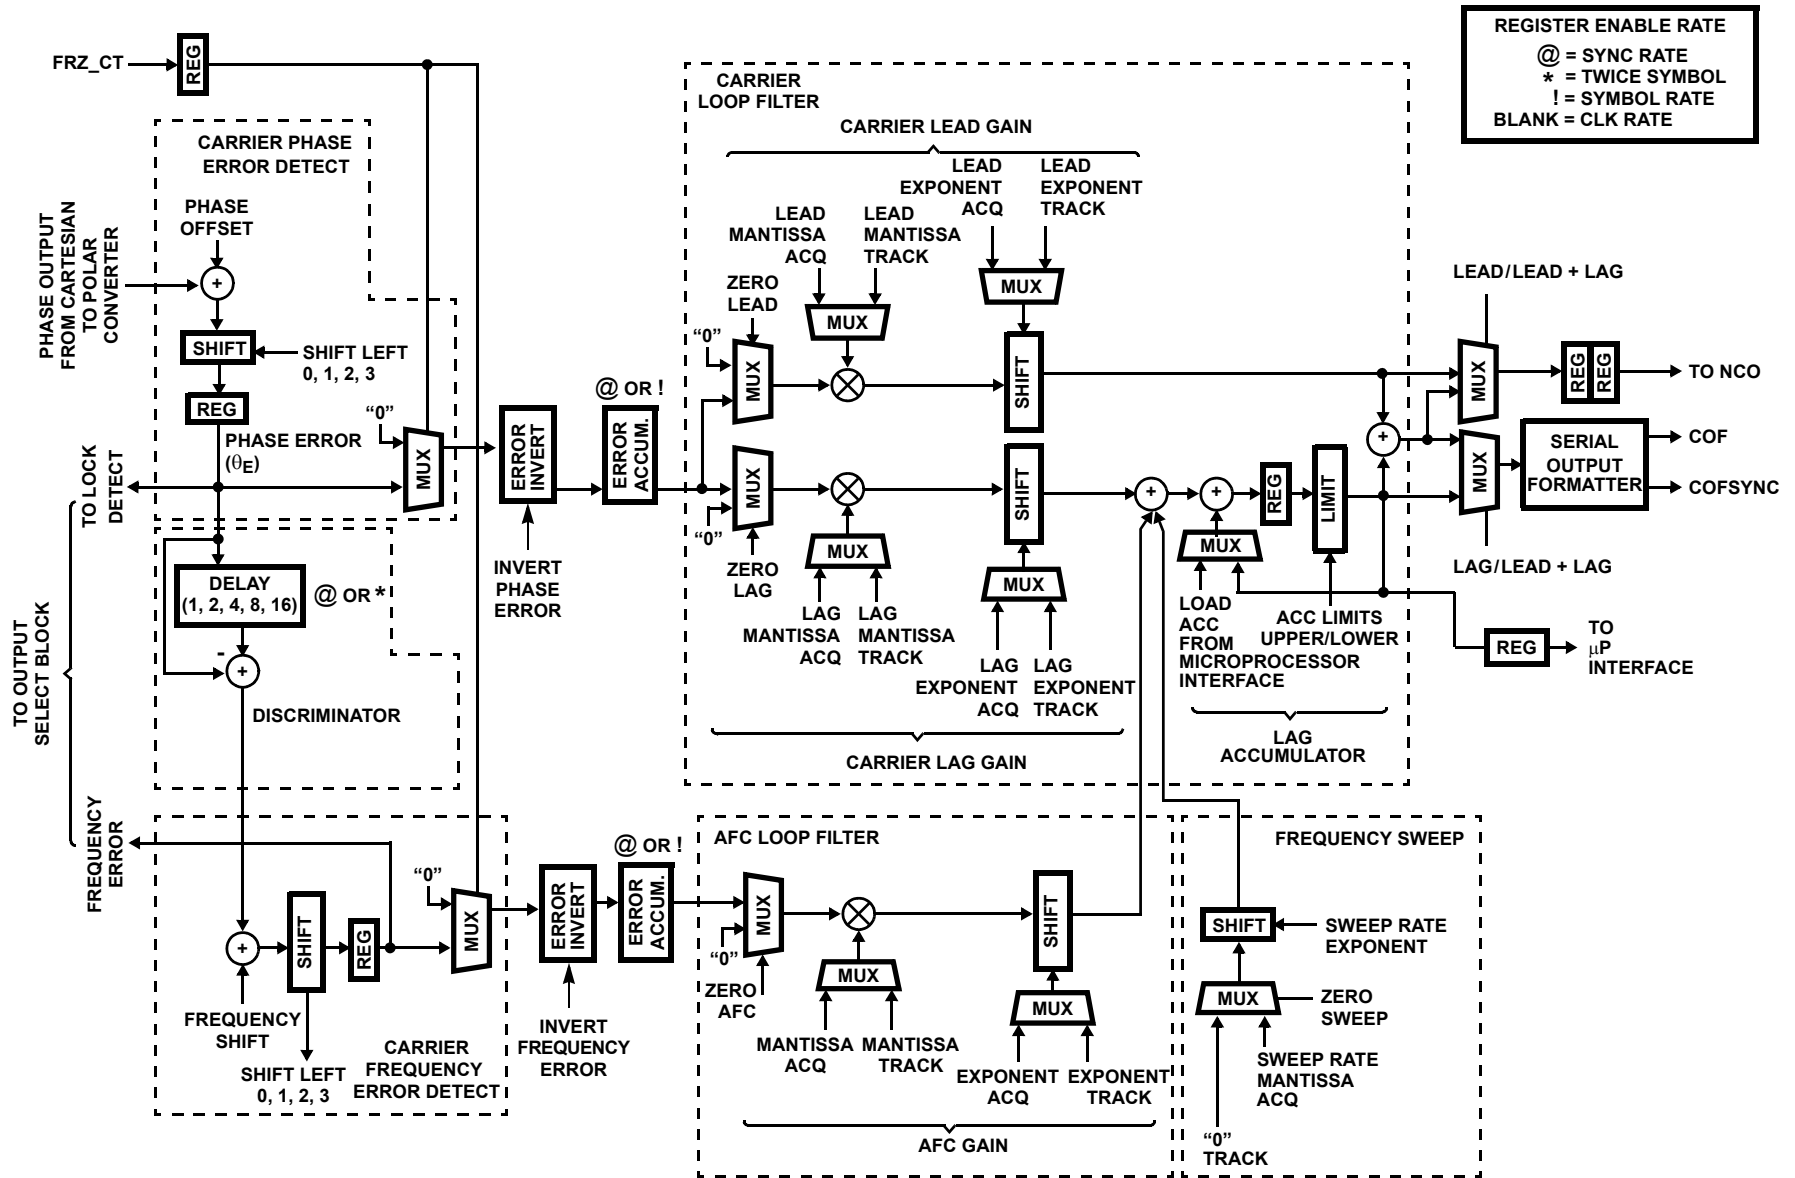 REGISTER ENABLE RATE
@ = SYNC RATE
* = TWICE SYMBOL
! = SYMBOL RATE
BLANK = CLK RATE
FRZ_CT
REG
CARRIER PHASE
ERROR DETECT
PHASE OUTPUT
FROM CARTESIAN
TO POLAR
CONVERTER
PHASE
OFFSET
+
SHIFT
SHIFT LEFT
0, 1, 2, 3
REG
"0"
MUX
PHASE ERROR
(θE)
TO LOCK
DETECT
TO OUTPUT
SELECT BLOCK
FREQUENCY
ERROR
DELAY
(1, 2, 4, 8, 16)
@ OR *
-
+
DISCRIMINATOR
ERROR
INVERT
INVERT
PHASE
ERROR
@ OR !
ERROR
ACCUM.
CARRIER
LOOP FILTER
CARRIER LEAD GAIN
LEAD
EXPONENT
ACQ
LEAD
EXPONENT
TRACK
LEAD
MANTISSA
ACQ
LEAD
MANTISSA
TRACK
ZERO
LEAD
MUX
MUX
"0"
MUX
SHIFT
MUX
"0"
ZERO
LAG
MUX
LAG
MANTISSA
ACQ
LAG
MANTISSA
TRACK
SHIFT
MUX
LAG
EXPONENT
ACQ
LAG
EXPONENT
TRACK
CARRIER LAG GAIN
+
+
REG
LIMIT
MUX
LOAD
ACC
FROM
MICROPROCESSOR
INTERFACE
ACC LIMITS
UPPER/LOWER
LAG
ACCUMULATOR
+
LEAD/LEAD + LAG
MUX
REG
REG
TO NCO
MUX
SERIAL
OUTPUT
FORMATTER
COF
COFSYNC
LAG/LEAD + LAG
REG
TO
μP
INTERFACE
+
FREQUENCY
SHIFT
SHIFT
SHIFT LEFT
0, 1, 2, 3
REG
"0"
MUX
CARRIER
FREQUENCY
ERROR DETECT
ERROR
INVERT
INVERT
FREQUENCY
ERROR
@ OR !
ERROR
ACCUM.
AFC LOOP FILTER
MUX
"0"
ZERO
AFC
MUX
MANTISSA
ACQ
MANTISSA
TRACK
SHIFT
MUX
EXPONENT
ACQ
EXPONENT
TRACK
AFC GAIN
FREQUENCY SWEEP
SHIFT
SWEEP RATE
EXPONENT
MUX
ZERO
SWEEP
SWEEP RATE
MANTISSA
ACQ
"0"
TRACK